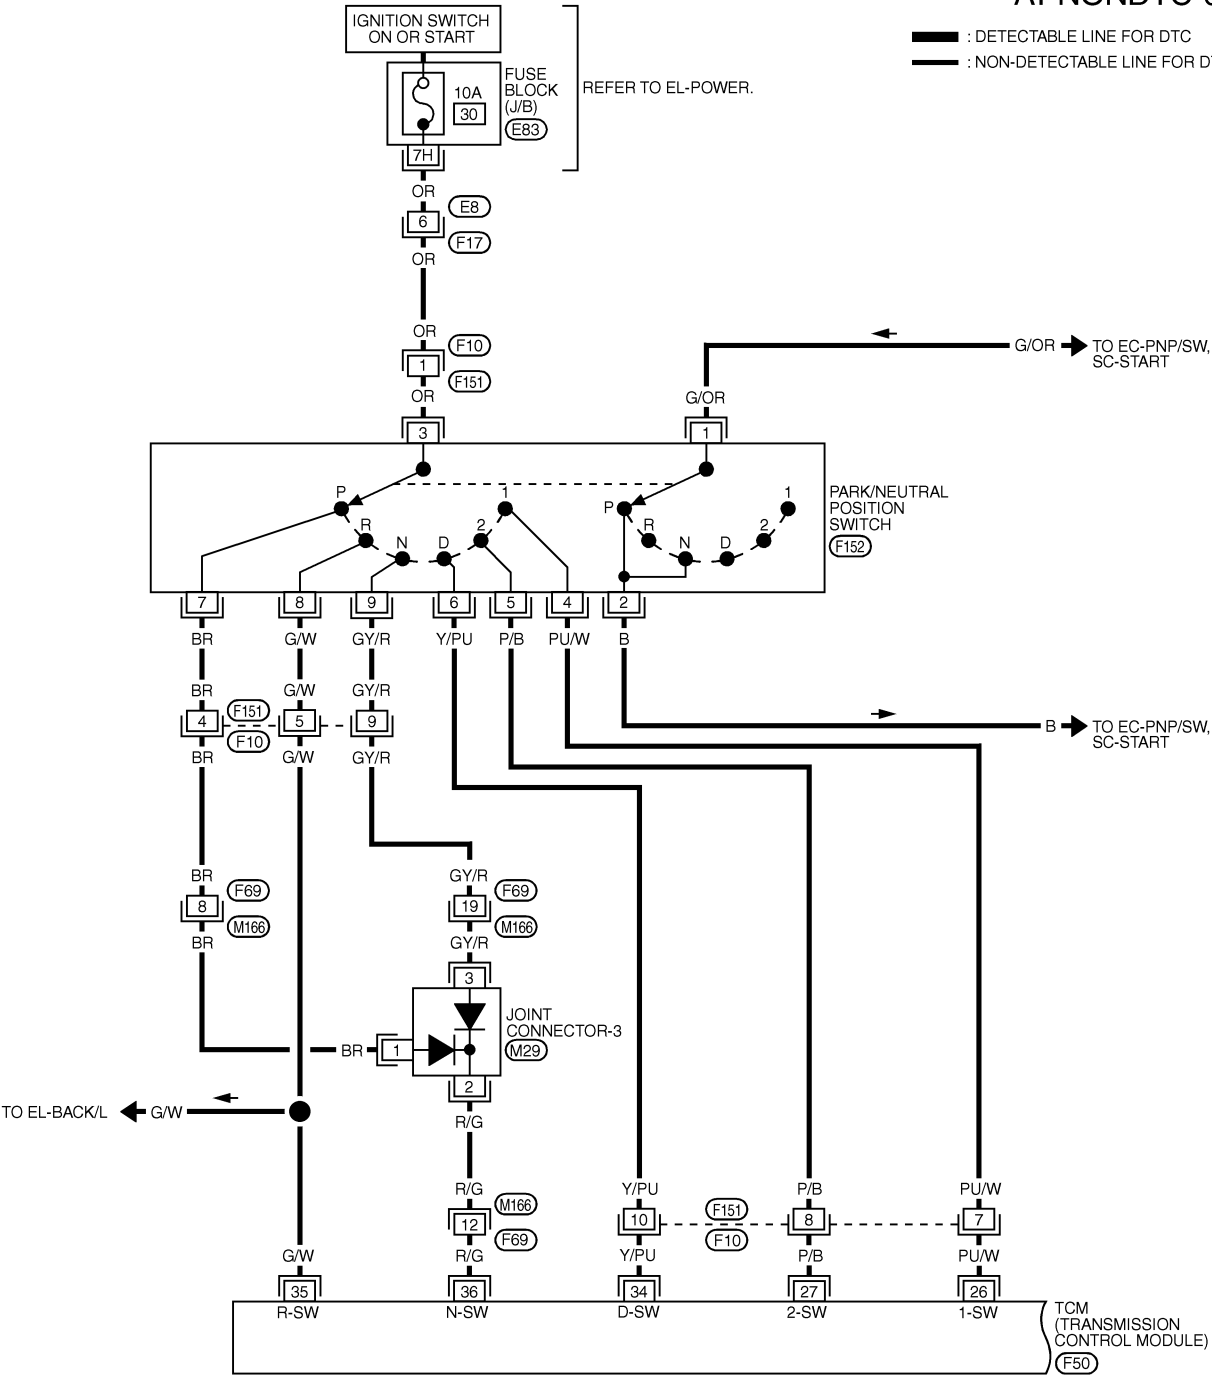 IGNITION SWITCH
ON OR START
: DETECTABLE LINE FOR DTC
: NON-DETECTABLE LINE FOR
FUSE
BLOCK
(J/B)
E83
10A
30
REFER TO EL-POWER.
7H
OR
E8
6
F17
OR
OR
F10
1
F151
OR
3
G/OR
TO EC-PNP/SW,
SC-START
G/OR
1
P
R
N
D
2
1
P
R
N
D
2
1
PARK/NEUTRAL
POSITION
SWITCH
F152
7
8
9
6
5
4
2
BR
G/W
GY/R
Y/PU
P/B
PU/W
B
BR
G/W
GY/R
4
F151
F10
5
9
BR
G/W
GY/R
B
TO EC-PNP/SW,
SC-START
BR
F69
8
M166
BR
GY/R
F69
19
M166
GY/R
3
JOINT
CONNECTOR-3
M29
BR
1
2
TO EL-BACK/L
G/W
R/G
R/G
M166
12
F69
R/G
Y/PU
P/B
PU/W
10
F151
F10
8
7
G/W
Y/PU
P/B
PU/W
35
36
34
27
26
R-SW
N-SW
D-SW
2-SW
1-SW
TCM
(TRANSMISSION
CONTROL MODULE)
F50